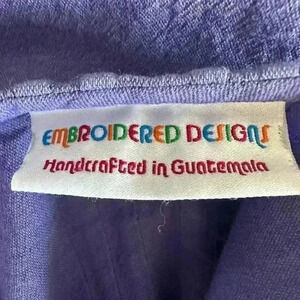 EMBROIDERED DESIGNS
Handcrafted in Guatemala